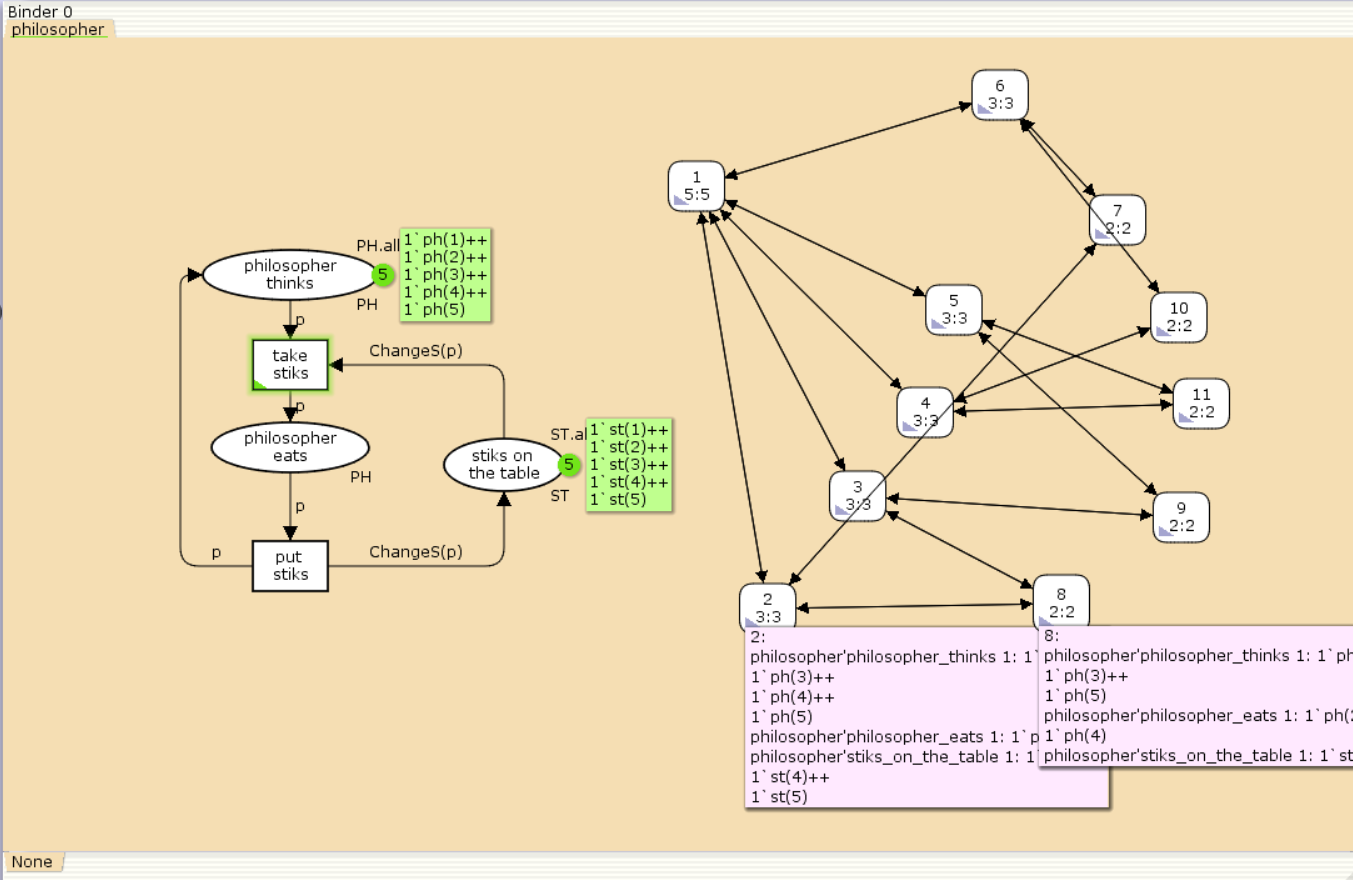 Binder 0
philosopher
6
3:3
1
5:5
7
2:2
PH.all
1`ph(1)++
1`ph(2)++
1`ph(3)++
1`ph(4)++
1`ph(5)
philosopher
thinks
5
PH
p
5
3:3
10
2:2
take
stiks
ChangeS(p)
p
11
2:2
4
3:3
philosopher
eats
PH
ST.al
1`st(1)++
1`st(2)++
1`st(3)++
1`st(4)++
1`st(5)
stiks on
the table
5
ST
3
3:3
9
2:2
p
p
put
stiks
ChangeS(p)
2
3:3
8
2:2
2:
philosopher'philosopher_thinks 1: 1`
1`ph(3)++
1`ph(4)++
1`ph(5)
philosopher'philosopher_eats 1: 1`p
philosopher'stiks_on_the_table 1: 1`
1`st(4)++
1`st(5)
8:
philosopher'philosopher_thinks 1: 1`ph
1`ph(3)++
1`ph(5)
philosopher'philosopher_eats 1: 1`ph(2
1`ph(4)
philosopher'stiks_on_the_table 1: 1`st
None